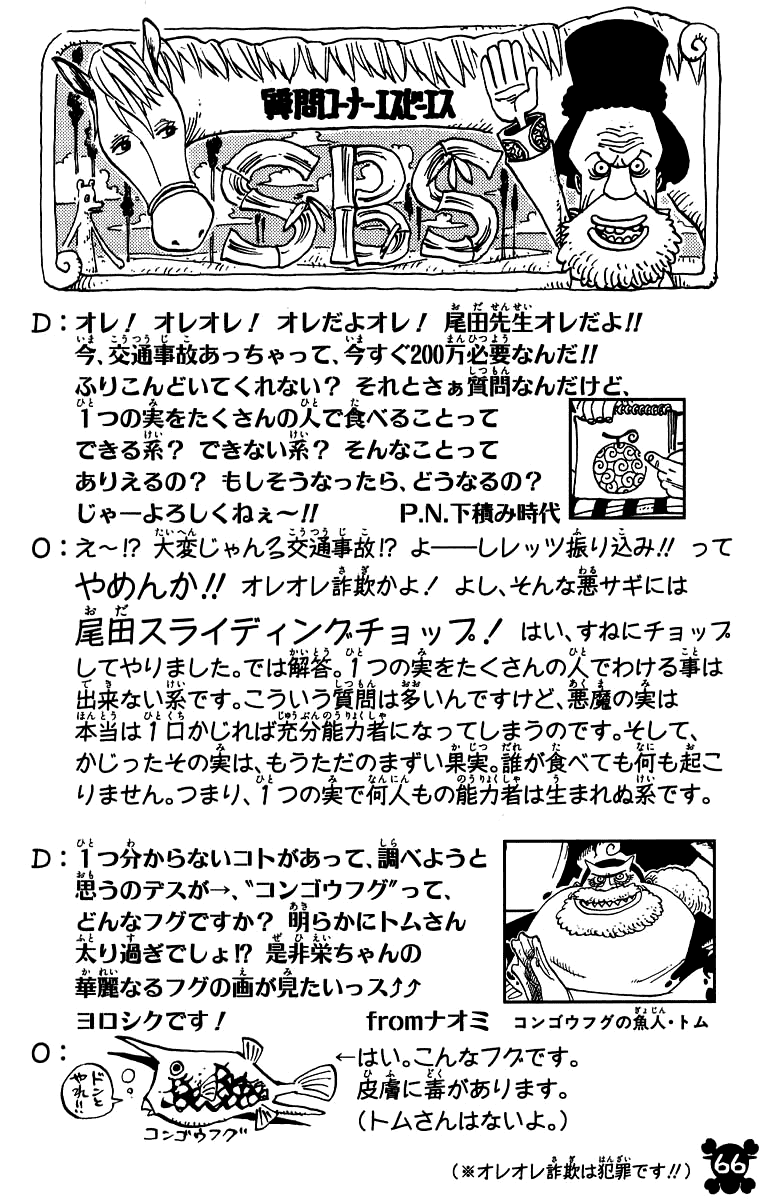 質問コーナーエスビーエス
SBS
D：オレ！ オレオレ！ オレだよオレ！ 尾田先生オレだよ!!
今、交通事故あっちゃって、今すぐ200万必要なんだ!!
ふりこんどいてくれない？ それとさぁ質問なんだけど、
１つの実をたくさんの人で食べることって
できる系？ できない系？ そんなことって
ありえるの？ もしそうなったら、どうなるの？
じゃーよろしくねぇ〜!! P.N.下積み時代
O：え〜!? 大変じゃんろ交通事故!? よ――しレッツ振り込み!! って
やめんか!! オレオレ詐欺かよ！ よし、そんな悪サギには
尾田スライディングチョップ！ はい、すねにチョップ
してやりました。では解答。１つの実をたくさんの人でわける事は
出来ない系です。こういう質問は多いんですけど、悪魔の実は
本当は１口かじれば充分能力者になってしまうのです。そして、
かじったその実は、もうただのまずい果実。誰が食べても何も起こ
りません。つまり、１つの実で何人もの能力者は生まれぬ系です。
D：１つ分からないコトがあって、調べようと
思うのデスが→、“コンゴウフグ”って、
どんなフグですか？ 明らかにトムさん
太り過ぎでしょ!? 是非栄ちゃんの
華麗なるフグの画が見たいっス⤴⤴
ヨロシクです！ fromナオミ
コンゴウフグの魚人・トム
O：
ドンとやれ!!
コンゴウフグ
←はい。こんなフグです。
皮膚に毒があります。
（トムさんはないよ。）
（※オレオレ詐欺は犯罪です!!）
66